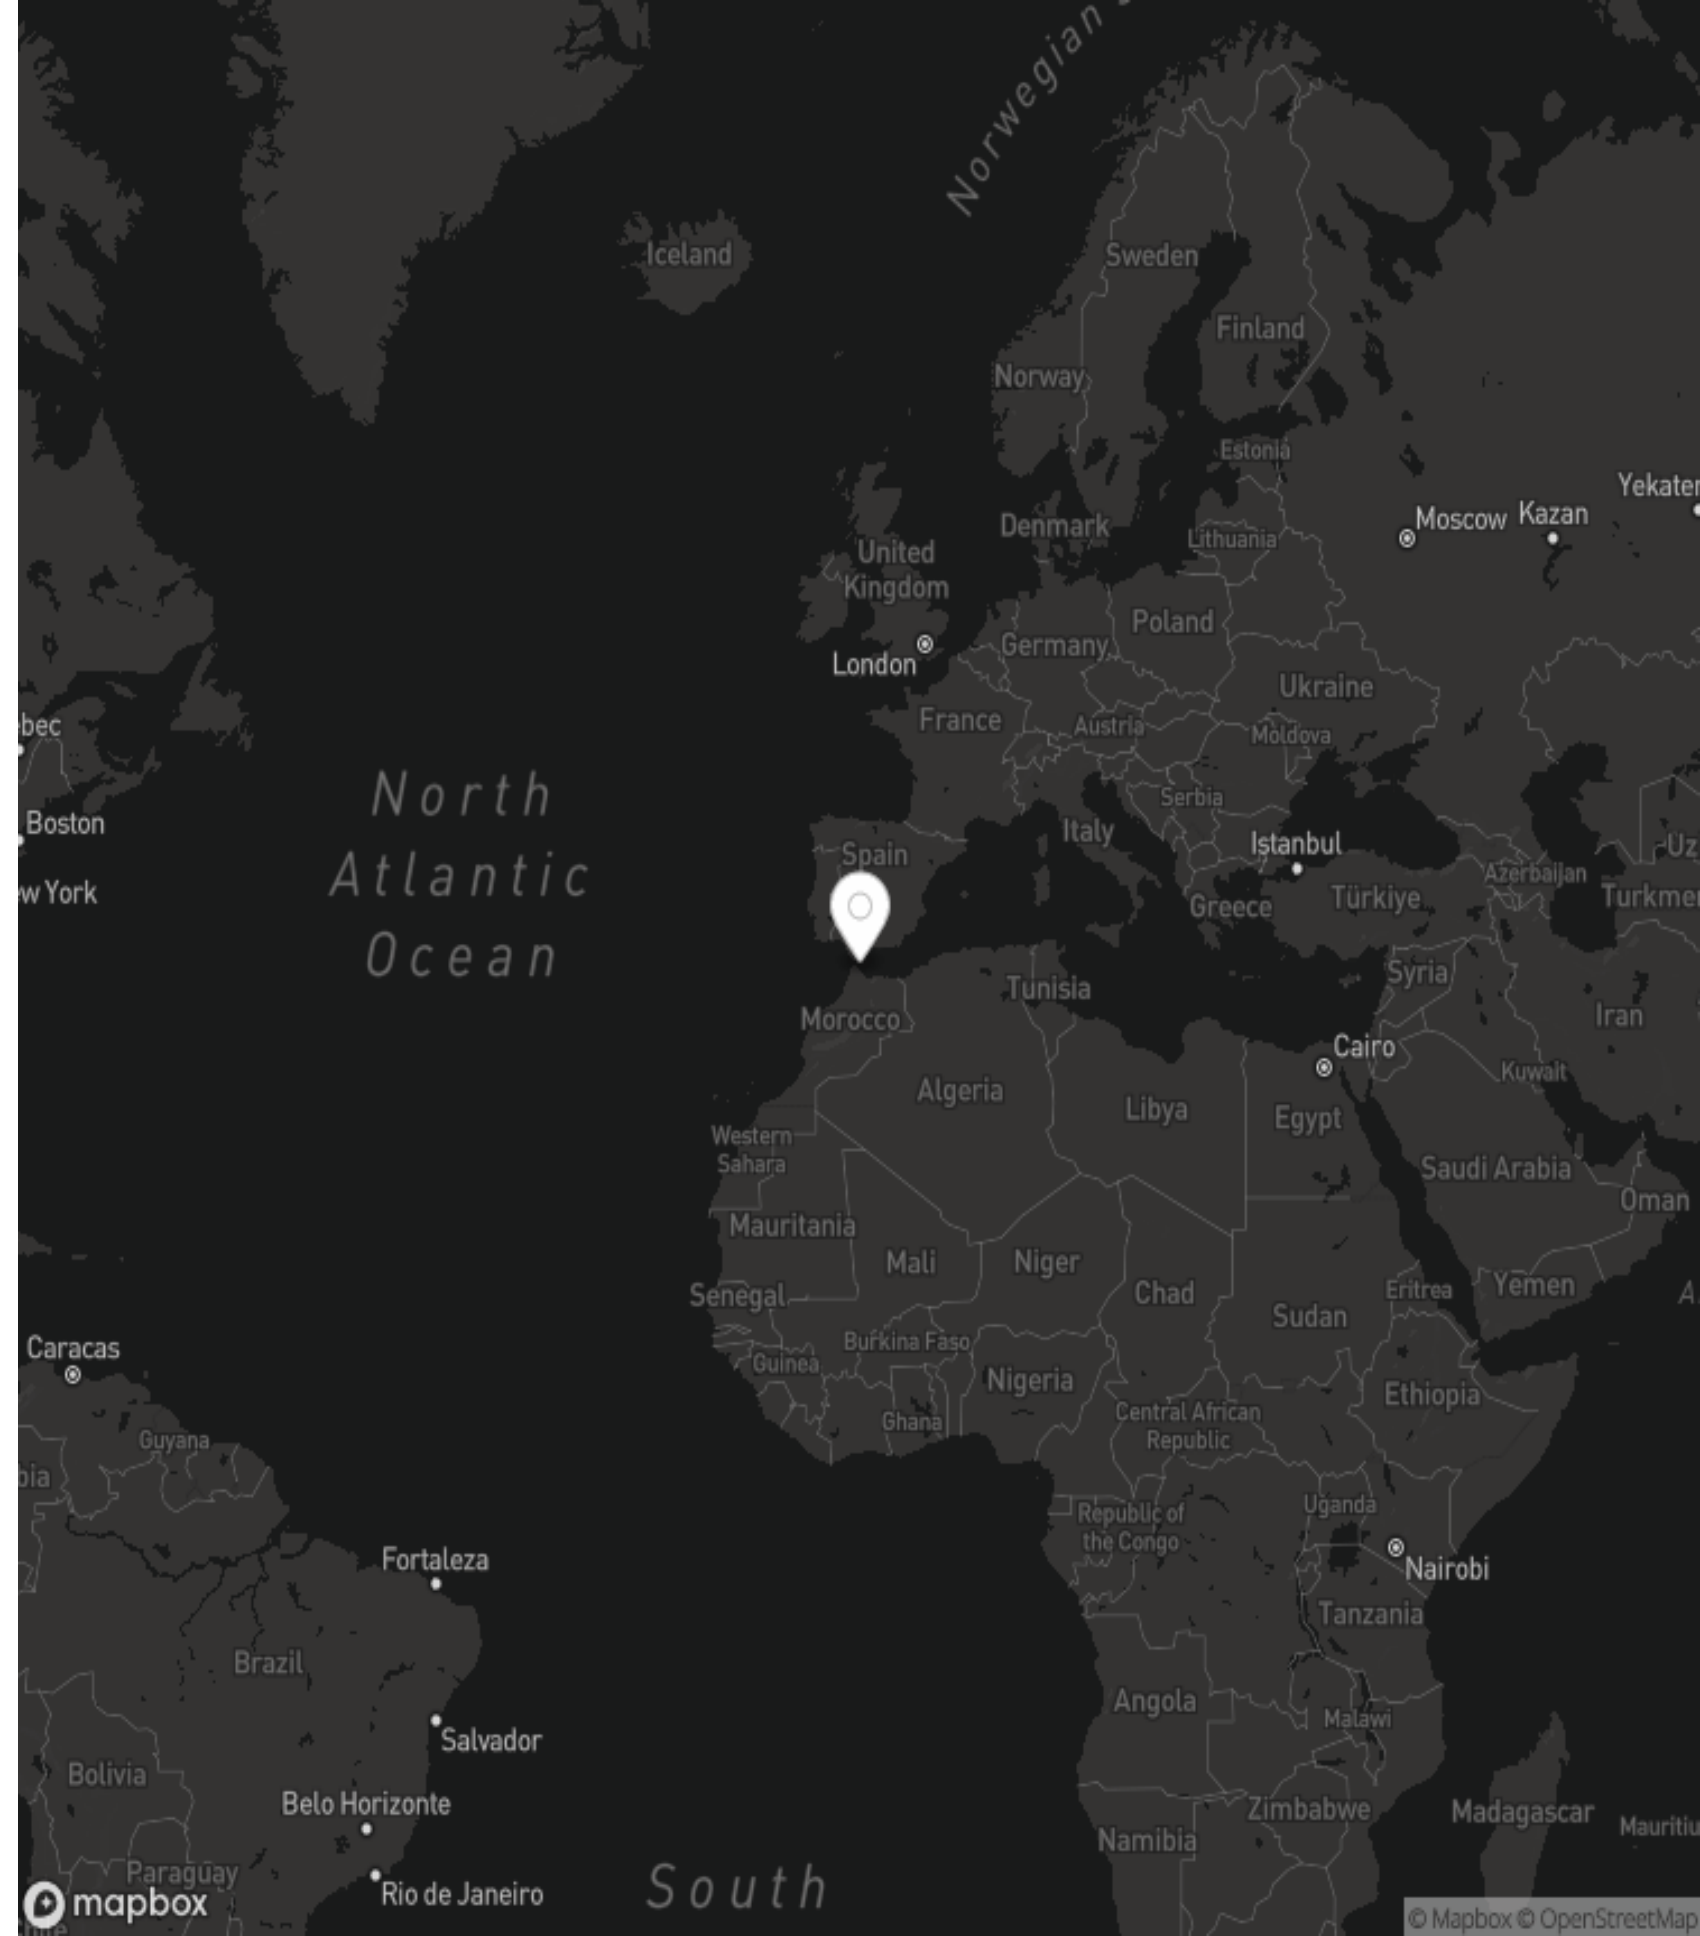 Norwegian
Iceland
Sweden
Finland
Norway
Estonia
Yekater
Moscow
Kazan
Denmark
Lithuania
United
Kingdom
Poland
Germany
London
Ukraine
France
Austria
Moldova
bec
North
Atlantic
Ocean
Serbia
Boston
Italy
Istanbul
Spain
Uz
Azerbaijan
w York
Greece
Türkiye
Turkme
Syria
Tunisia
Morocco
Iran
Cairo
Kuwait
Algeria
Libya
Egypt
Western
Sahara
Saudi Arabia
Oman
Mauritania
Mali
Niger
Chad
Senegal
Eritrea
Yemen
A
Sudan
Burkina Faso
Caracas
Guinea
Nigeria
Ethiopia
Ghana
Central African
Republic
Guyana
bia
Uganda
Republic of
the Congo
Nairobi
Fortaleza
Tanzania
Brazil
Angola
Malawi
Salvador
Bolivia
Belo Horizonte
Zimbabwe
Madagascar
Mauritiu
Namibia
Paraguay
South
Rio de Janeiro
mapbox
© Mapbox © OpenStreetMap